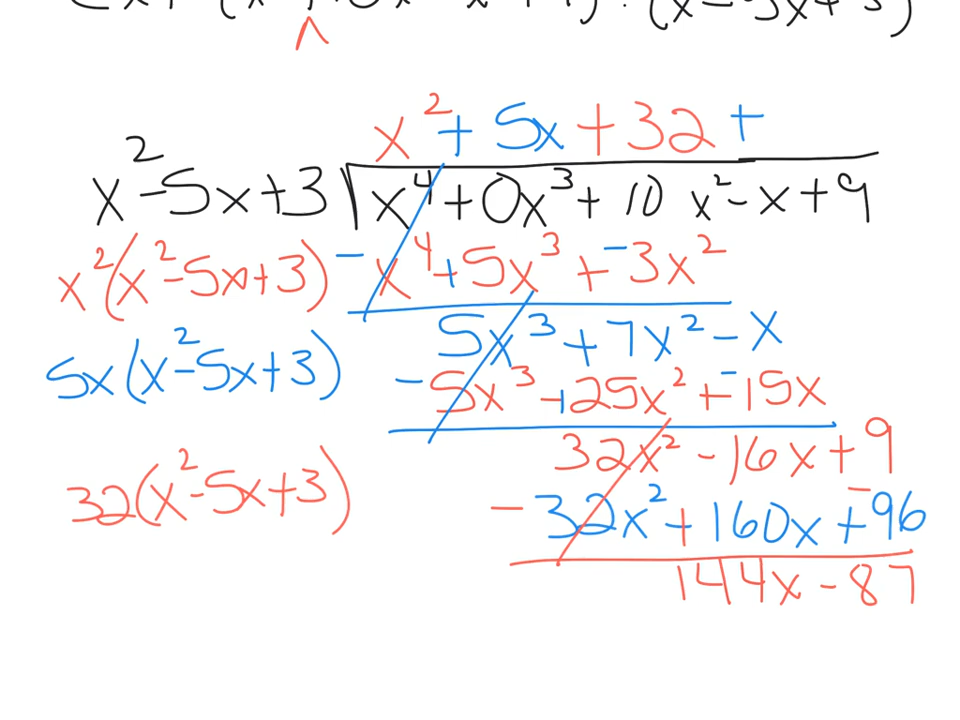 x² + 5x + 32 +
x² - 5x + 3 ) x⁴ + 0x³ + 10 x² - x + 9
x²(x² - 5x + 3) - x⁴ + 5x³ + -3x²
5x³ + 7x² - x
5x(x² - 5x + 3) - 5x³ + 25x² + -15x
32x² - 16x + 9
32(x² - 5x + 3) - 32x² + 160x + -96
144x - 87